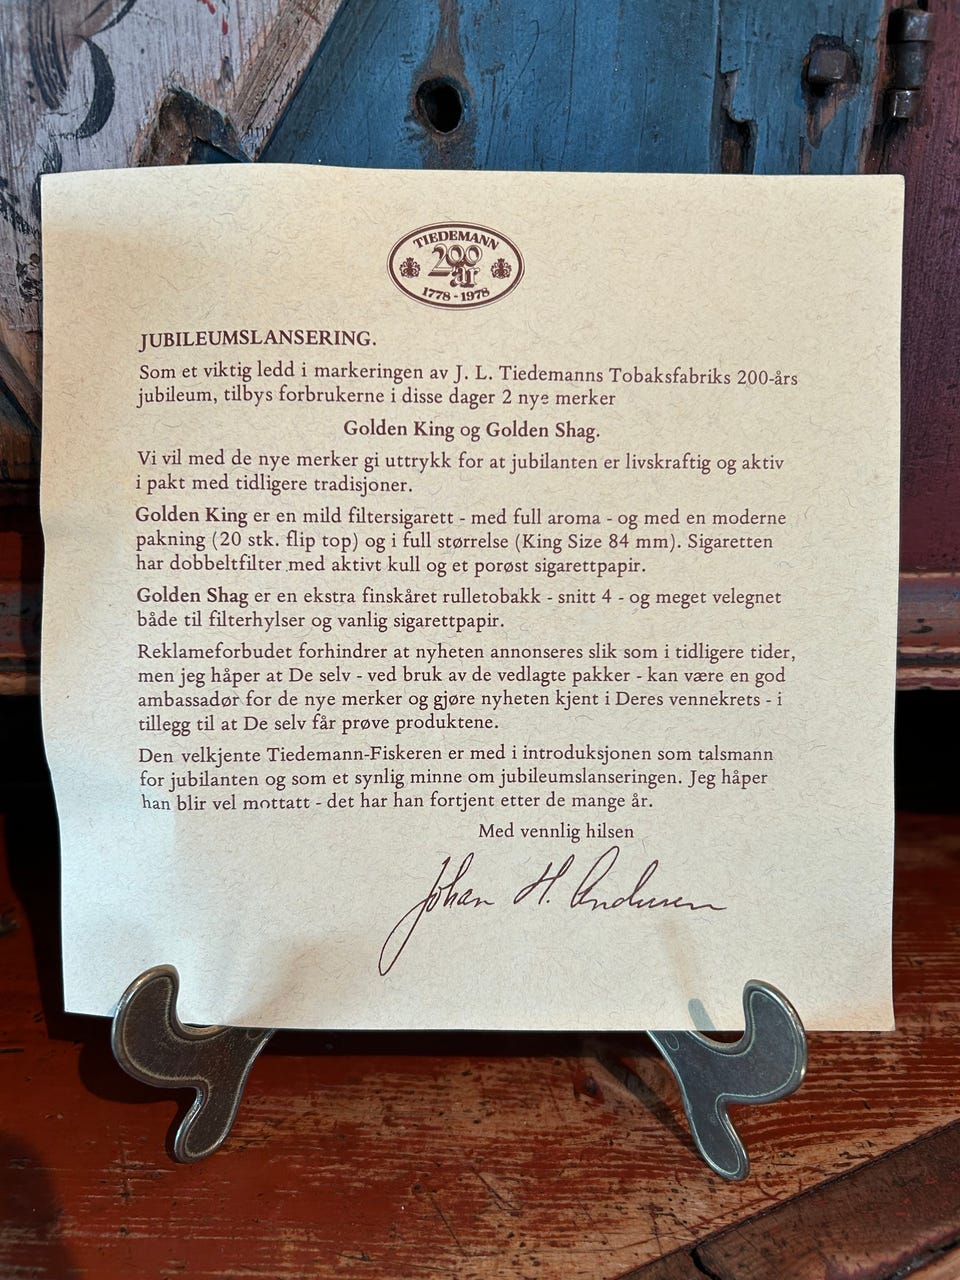 TIEDEMANN
200
år
1778 - 1978
JUBILEUMSLANSERING.
Som et viktig ledd i markeringen av J. L. Tiedemanns Tobaksfabriks 200-års
jubileum, tilbys forbrukerne i disse dager 2 nye merker
Golden King og Golden Shag.
Vi vil med de nye merker gi uttrykk for at jubilanten er livskraftig og aktiv
i pakt med tidligere tradisjoner.
Golden King er en mild filtersigarett - med full aroma - og med en moderne
pakning (20 stk. flip top) og i full størrelse (King Size 84 mm). Sigaretten
har dobbeltfilter med aktivt kull og et porøst sigarettpapir.
Golden Shag er en ekstra finskåret rulletobakk - snitt 4 - og meget velegnet
både til filterhylser og vanlig sigarettpapir.
Reklameforbudet forhindrer at nyheten annonseres slik som i tidligere tider,
men jeg håper at De selv - ved bruk av de vedlagte pakker - kan være en god
ambassadør for de nye merker og gjøre nyheten kjent i Deres vennekrets - i
tillegg til at De selv får prøve produktene.
Den velkjente Tiedemann-Fiskeren er med i introduksjonen som talsmann
for jubilanten og som et synlig minne om jubileumslanseringen. Jeg håper
han blir vel mottatt - det har han fortjent etter de mange år.
Med vennlig hilsen
Johan H. Andresen